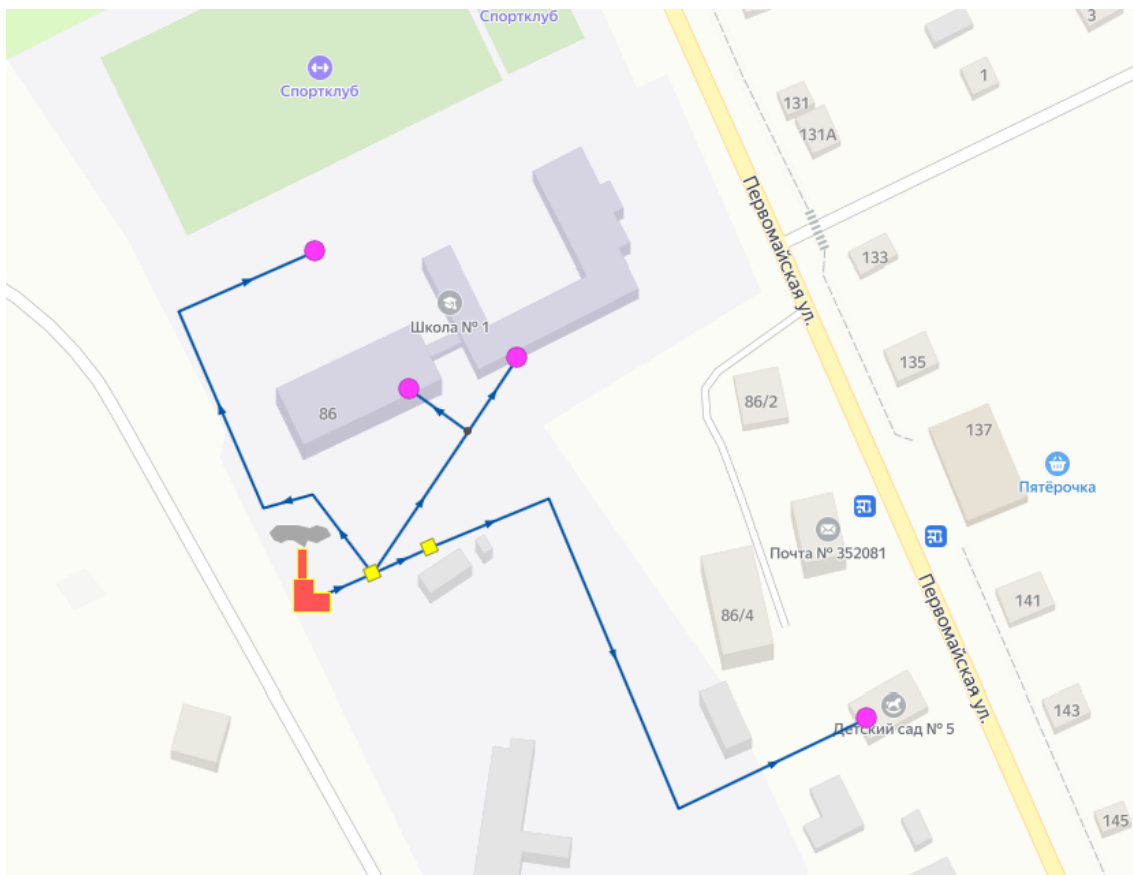 Спортклуб
3
Спортклуб
1
131
131А
Первомайская ул.
133
Школа № 1
135
86/2
86
137
Пятёрочка
Почта № 352081
86/4
141
Первомайская ул.
143
Детский сад № 5
145